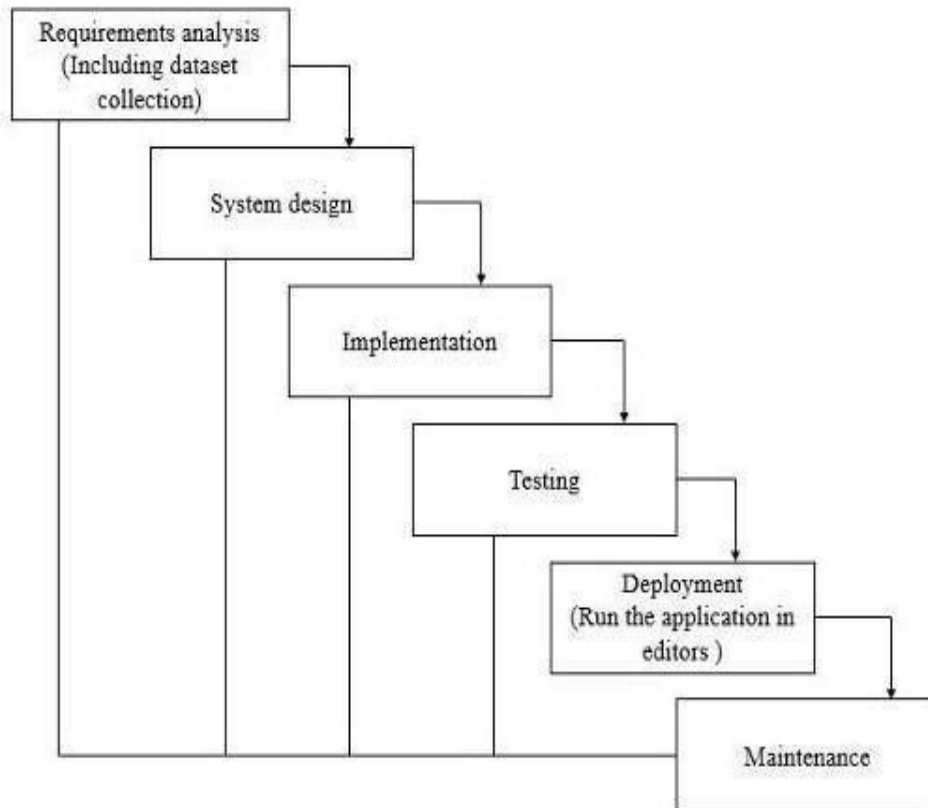 Requirements analysis
(Including dataset
collection)
System design
Implementation
Testing
Deployment
(Run the application in
editors )
Maintenance